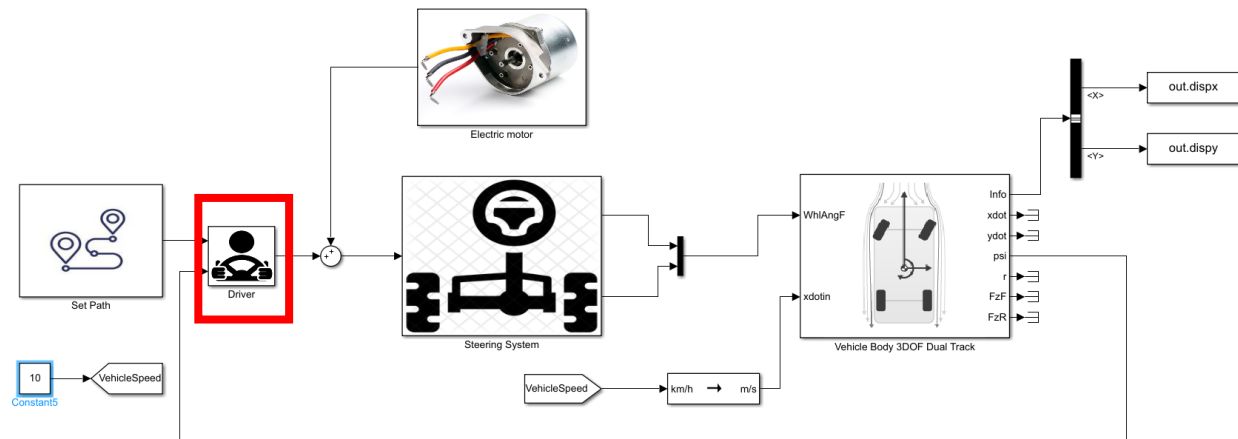 Electric motor
<X>
out.dispx
<Y>
out.dispy
Set Path
Driver
+
+
Steering System
WhlAngF
xdotin
Info
xdot
ydot
psi
r
FzF
FzR
Vehicle Body 3DOF Dual Track
10
Constant5
VehicleSpeed
VehicleSpeed
km/h → m/s